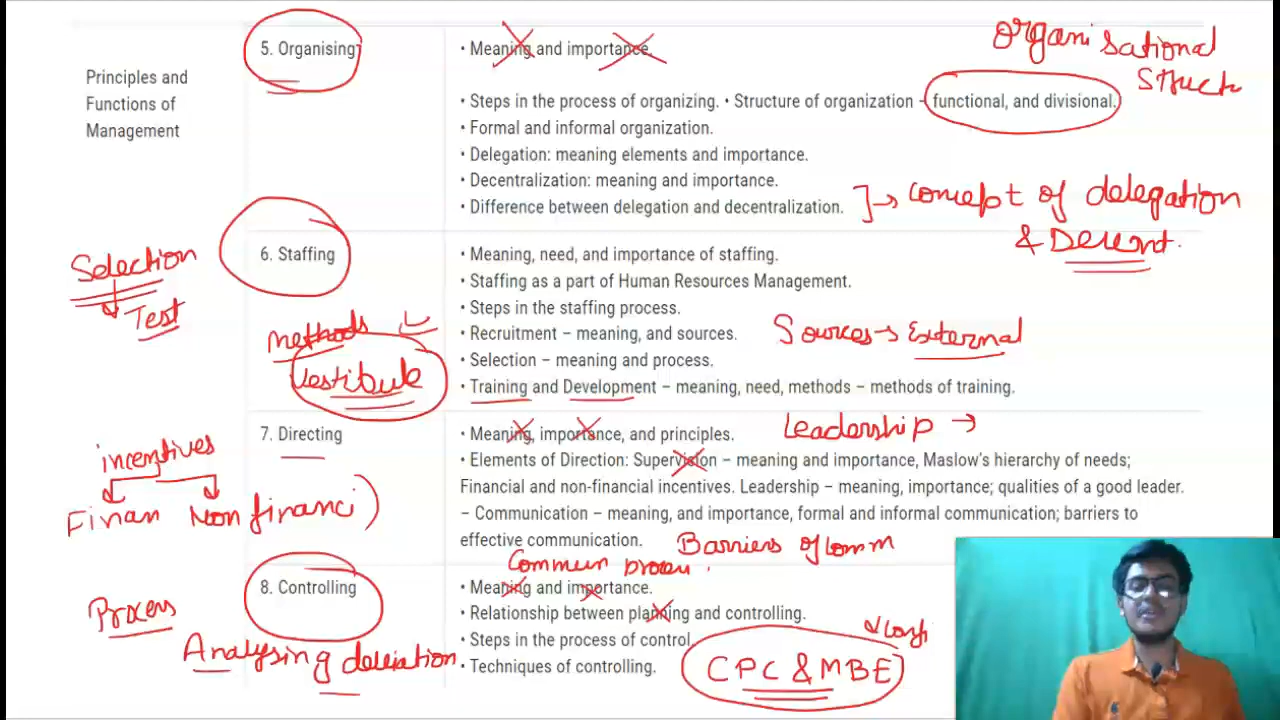 Principles and
Functions of
Management
5. Organising
• Meaning and importance.
• Steps in the process of organizing. • Structure of organization – functional, and divisional.
• Formal and informal organization.
• Delegation: meaning elements and importance.
• Decentralization: meaning and importance.
• Difference between delegation and decentralization.
Organisational
Struct
concept of delegation
& Decent.
6. Staffing
• Meaning, need, and importance of staffing.
• Staffing as a part of Human Resources Management.
• Steps in the staffing process.
• Recruitment – meaning, and sources.
• Selection – meaning and process.
• Training and Development – meaning, need, methods – methods of training.
Selection
Test
methods
Vestibule
Sources → External
7. Directing
• Meaning, importance, and principles.
• Elements of Direction: Supervision – meaning and importance, Maslow's hierarchy of needs;
Financial and non-financial incentives. Leadership – meaning, importance; qualities of a good leader.
– Communication – meaning, and importance, formal and informal communication; barriers to
effective communication.
Leadership →
incentives
Finan Non financi
Barriers of comm
Commun
8. Controlling
• Meaning and importance.
• Relationship between planning and controlling.
• Steps in the process of control.
• Techniques of controlling.
Process
Analysing deviation
CPC & MBE